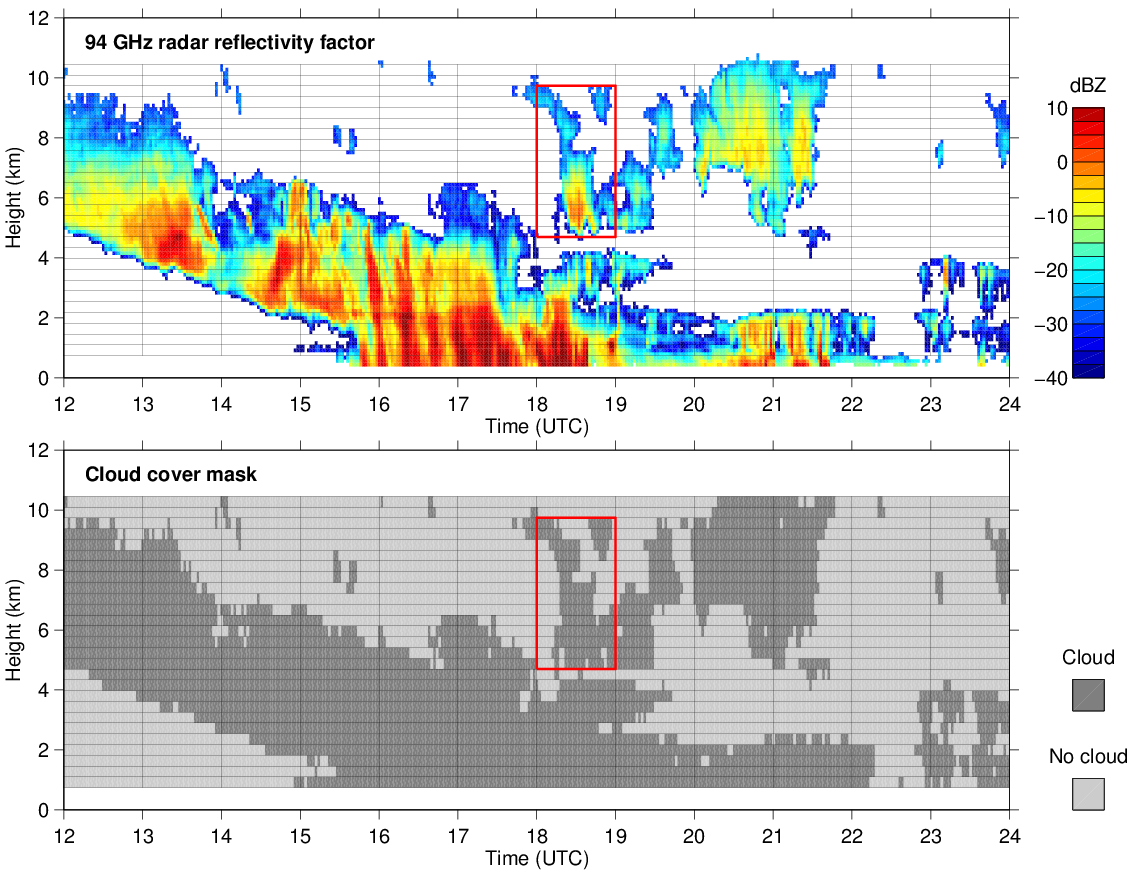 94 GHz radar reflectivity factor
12
10
8
6
4
2
0
Height (km)
12 13 14 15 16 17 18 19 20 21 22 23 24
Time (UTC)
dBZ
10
0
−10
−20
−30
−40
Cloud cover mask
12
10
8
6
4
2
0
Height (km)
12 13 14 15 16 17 18 19 20 21 22 23 24
Time (UTC)
Cloud
No cloud